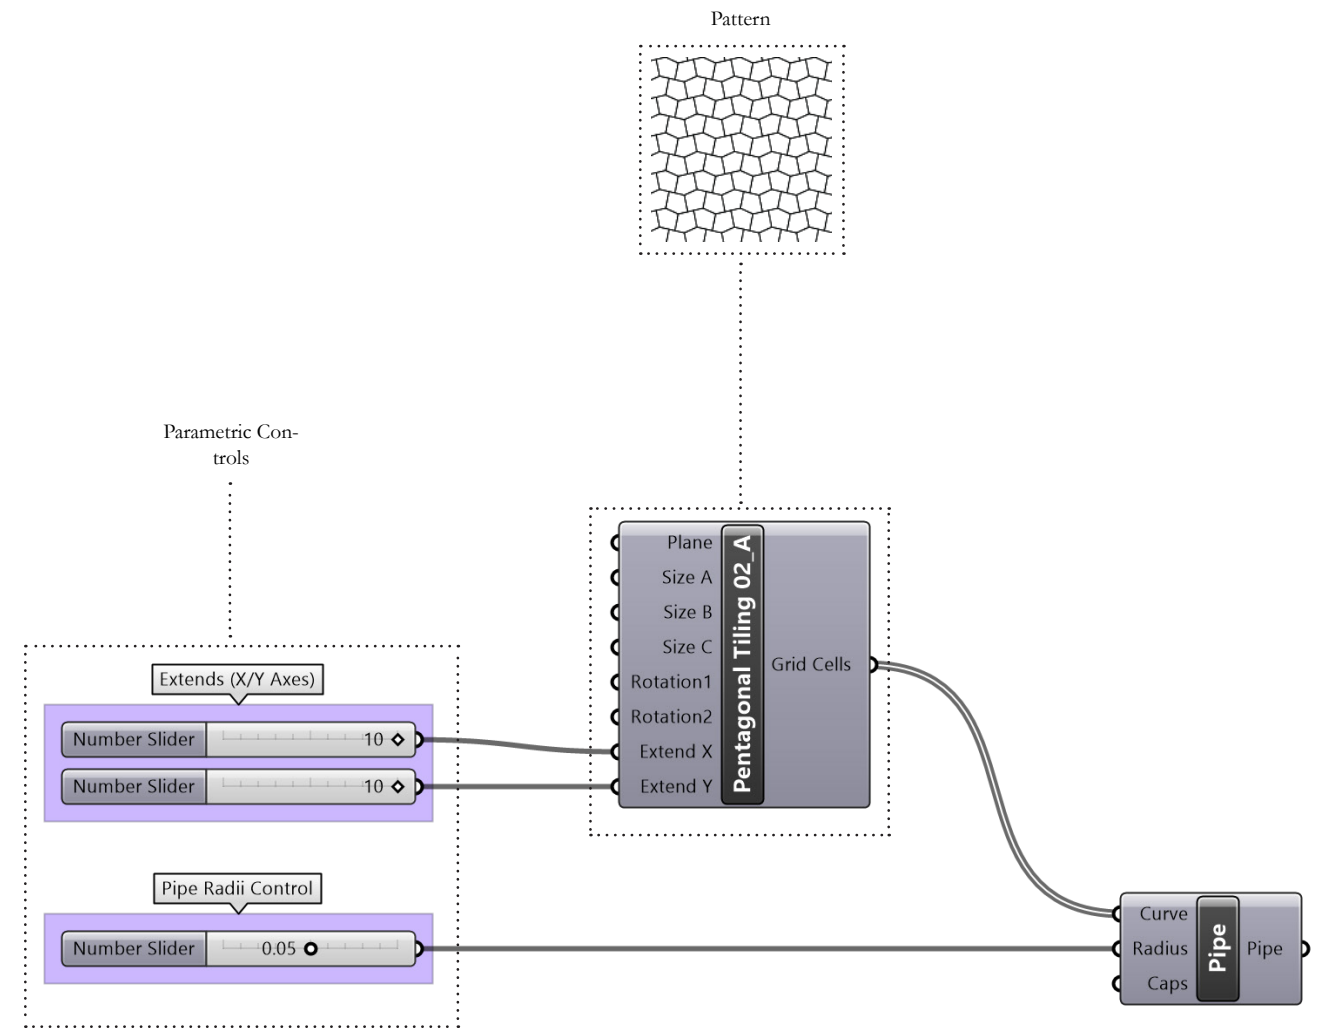 Pattern
Parametric Con-
trols
Plane
Size A
Size B
Size C
Rotation1
Rotation2
Extend X
Extend Y
Pentagonal Tiling 02_A
Grid Cells
Extends (X/Y Axes)
Number Slider 10
Number Slider 10
Pipe Radii Control
Number Slider 0.05
Curve
Radius
Caps
Pipe
Pipe